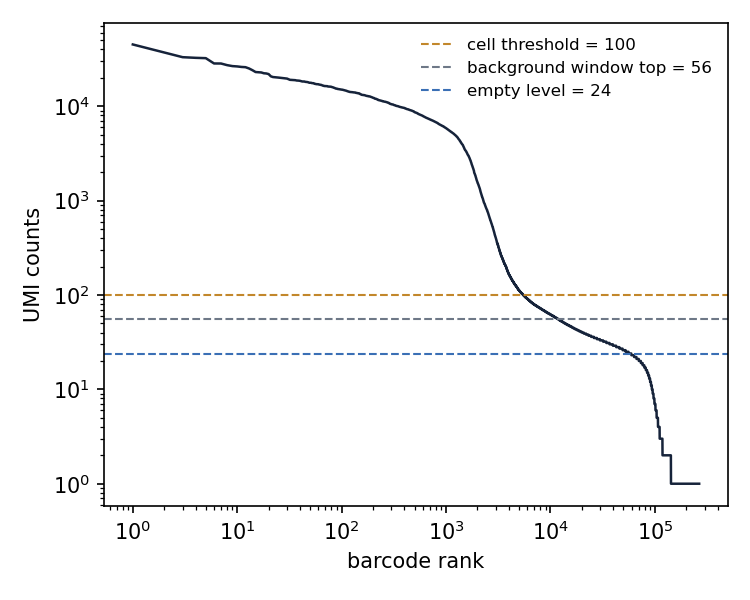 cell threshold = 100
background window top = 56
empty level = 24
UMI counts
10⁴
10³
10²
10¹
10⁰
10⁰ 10¹ 10² 10³ 10⁴ 10⁵
barcode rank